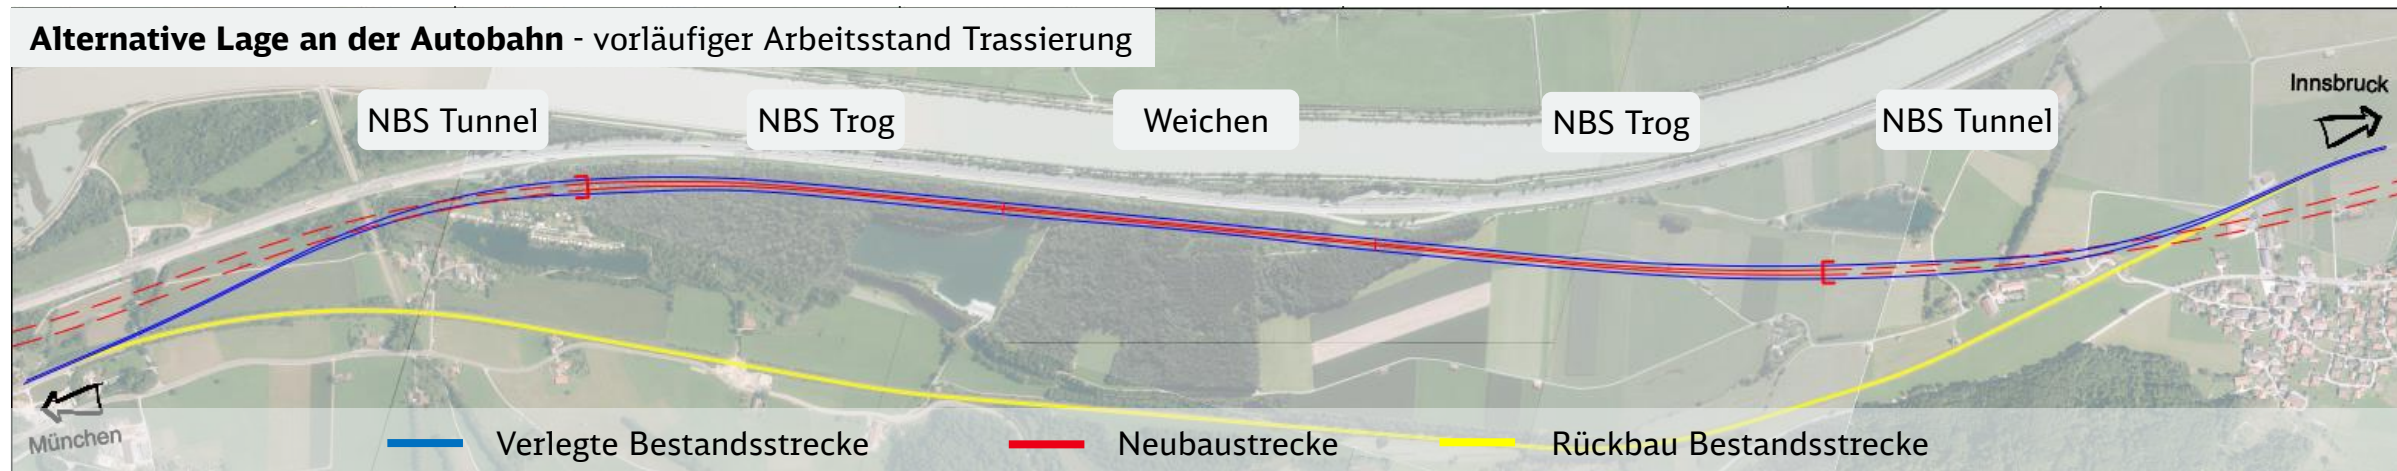 Alternative Lage an der Autobahn - vorläufiger Arbeitsstand Trassierung
Innsbruck
NBS Tunnel
NBS Trog
Weichen
NBS Trog
NBS Tunnel
München
Verlegte Bestandsstrecke
Neubaustrecke
Rückbau Bestandsstrecke